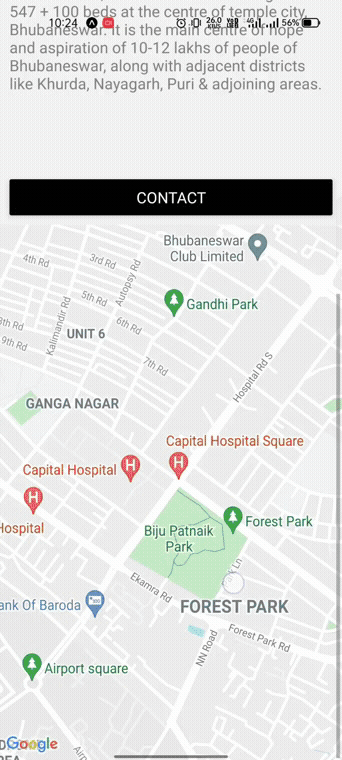 547 + 100 beds at the centre of temple city,
10:24
26.0
56%
Bhubaneswar. It is the main centre of hope
and aspiration of 10-12 lakhs of people of
Bhubaneswar, along with adjacent districts
like Khurda, Nayagarh, Puri & adjoining areas.
CONTACT
Bhubaneswar
Club Limited
4th Rd
3rd Rd
Autopsy Rd
5th Rd
Gandhi Park
Kalimandir Rd
6th Rd
8th Rd
UNIT 6
9th Rd
7th Rd
Hospital Rd S
GANGA NAGAR
Capital Hospital Square
Capital Hospital
Hospital
Forest Park
Biju Patnaik
Park
k Ln
Ekamra Rd
ank Of Baroda
FOREST PARK
Forest Park Rd
NN Road
Airport square
Google